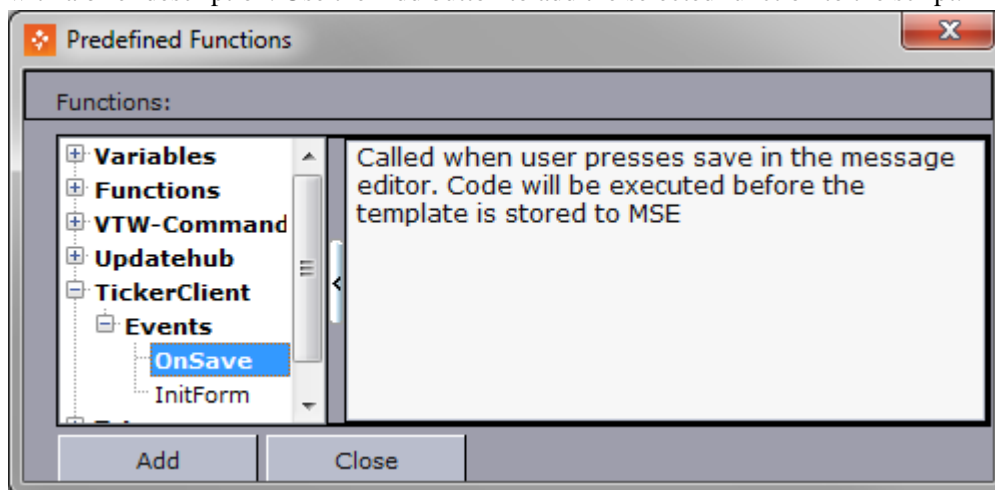 Predefined Functions
Functions:
Variables
Functions
VTW-Command
Updatehub
TickerClient
Events
OnSave
InitForm
Called when user presses save in the message
editor. Code will be executed before the
template is stored to MSE
Add
Close